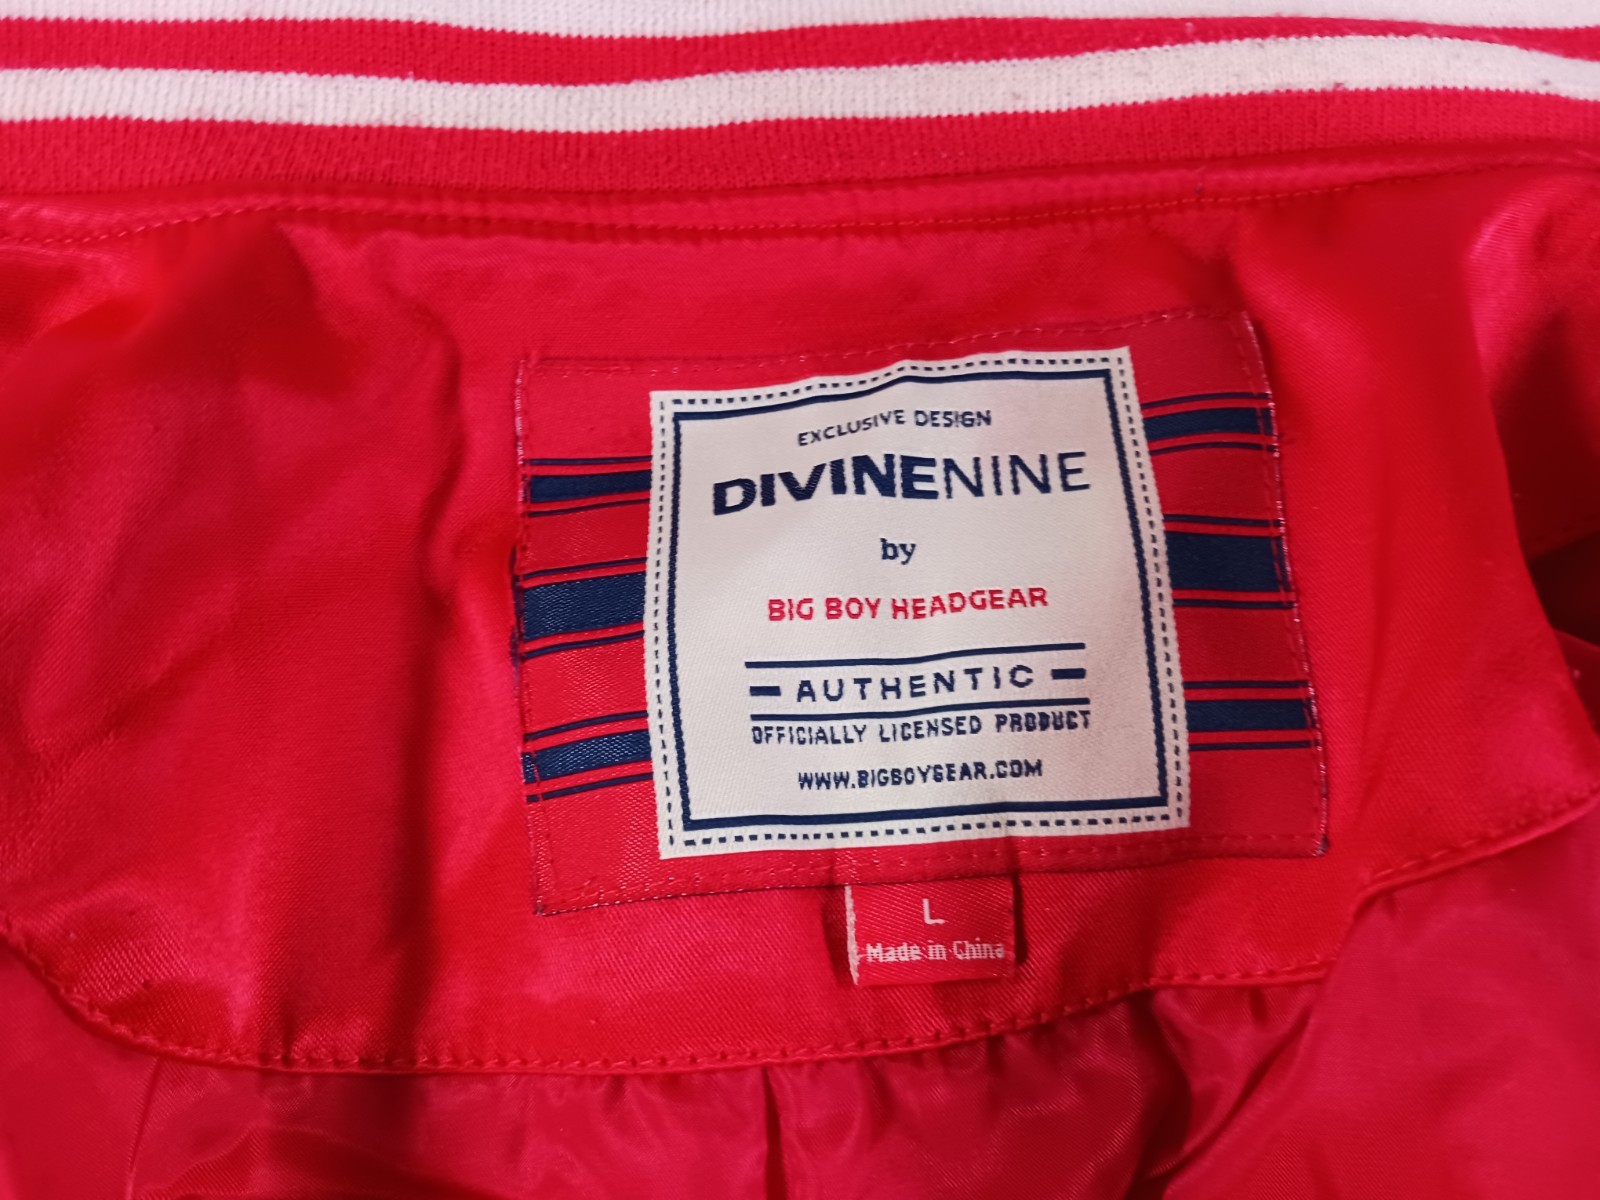 EXCLUSIVE DESIGN
DIVINENINE
by
BIG BOY HEADGEAR
AUTHENTIC
OFFICIALLY LICENSED PRODUCT
WWW.BIGBOYGEAR.COM
L
Made in China